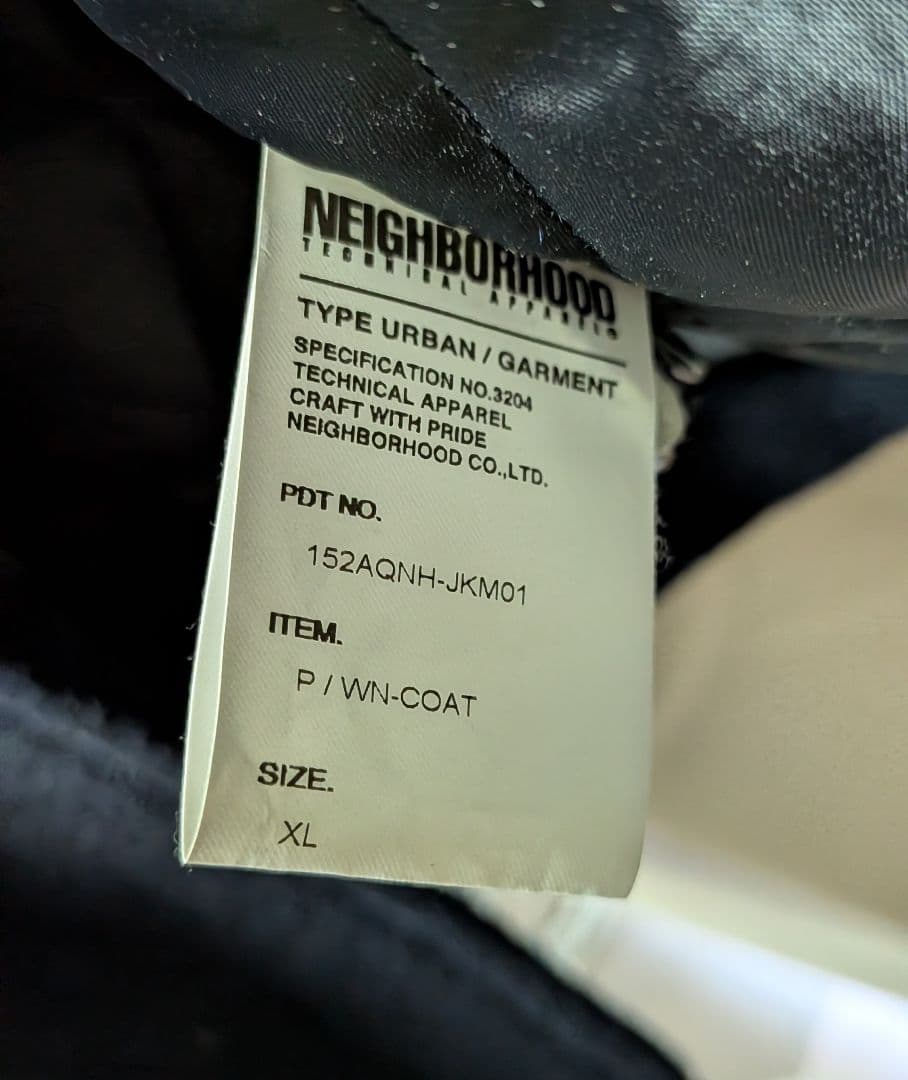 NEIGHBORHOOD
TECHNICAL APPAREL
TYPE URBAN / GARMENT
SPECIFICATION NO.3204
TECHNICAL APPAREL
CRAFT WITH PRIDE
NEIGHBORHOOD CO.,LTD.
PDT NO.
152AQNH-JKM01
ITEM.
P / WN-COAT
SIZE.
XL